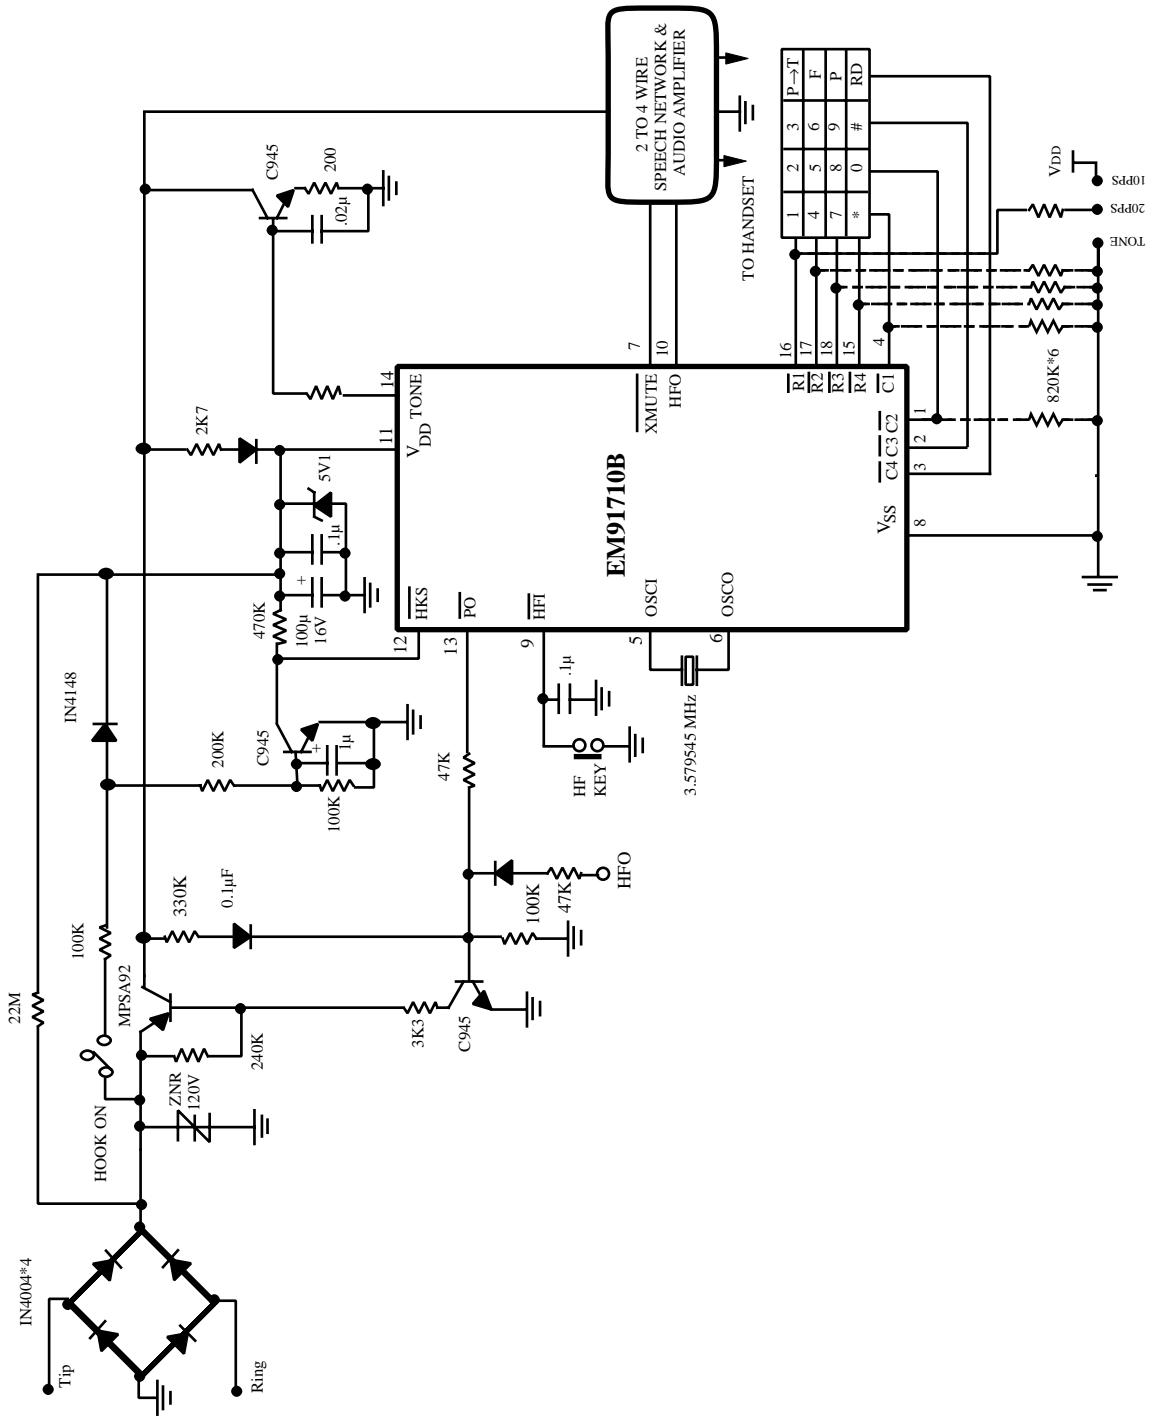 2 TO 4 WIRE
SPEECH NETWORK &
AUDIO AMPLIFIER
TO HANDSET
1 2 3 P→T
4 5 6 F
7 8 9 P
* 0 # RD
VDD
10PPS
20PPS
TONE
820K*6
C945
200
.02µ
2K7
5V1
.1µ
+
100µ
16V
470K
IN4148
200K
C945
+
1µ
100K
EM91710B
14
TONE
11
VDD
12
HKS
13
PO
9
HFI
5
OSCI
6
OSCO
7
XMUTE
10
HFO
16
R1
17
R2
18
R3
15
R4
4
C1
1
C2
2
C3
3
C4
8
VSS
.1µ
HF
KEY
3.579545 MHz
47K
HFO
47K
100K
330K
0.1µF
100K
22M
MPSA92
3K3
C945
240K
ZNR
120V
HOOK ON
IN4004*4
Tip
Ring